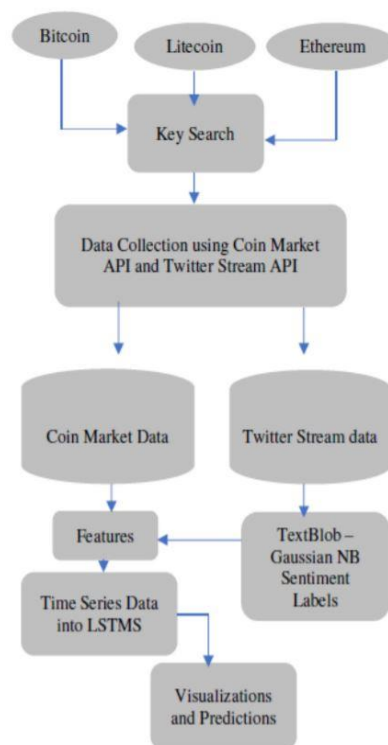 Bitcoin
Litecoin
Ethereum
Key Search
Data Collection using Coin Market
API and Twitter Stream API
Coin Market Data
Twitter Stream data
Features
TextBlob –
Gaussian NB
Sentiment
Labels
Time Series Data
into LSTMS
Visualizations
and Predictions